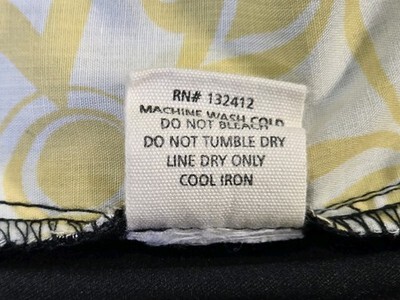 RN# 132412
MACHINE WASH COLD
DO NOT BLEACH
DO NOT TUMBLE DRY
LINE DRY ONLY
COOL IRON